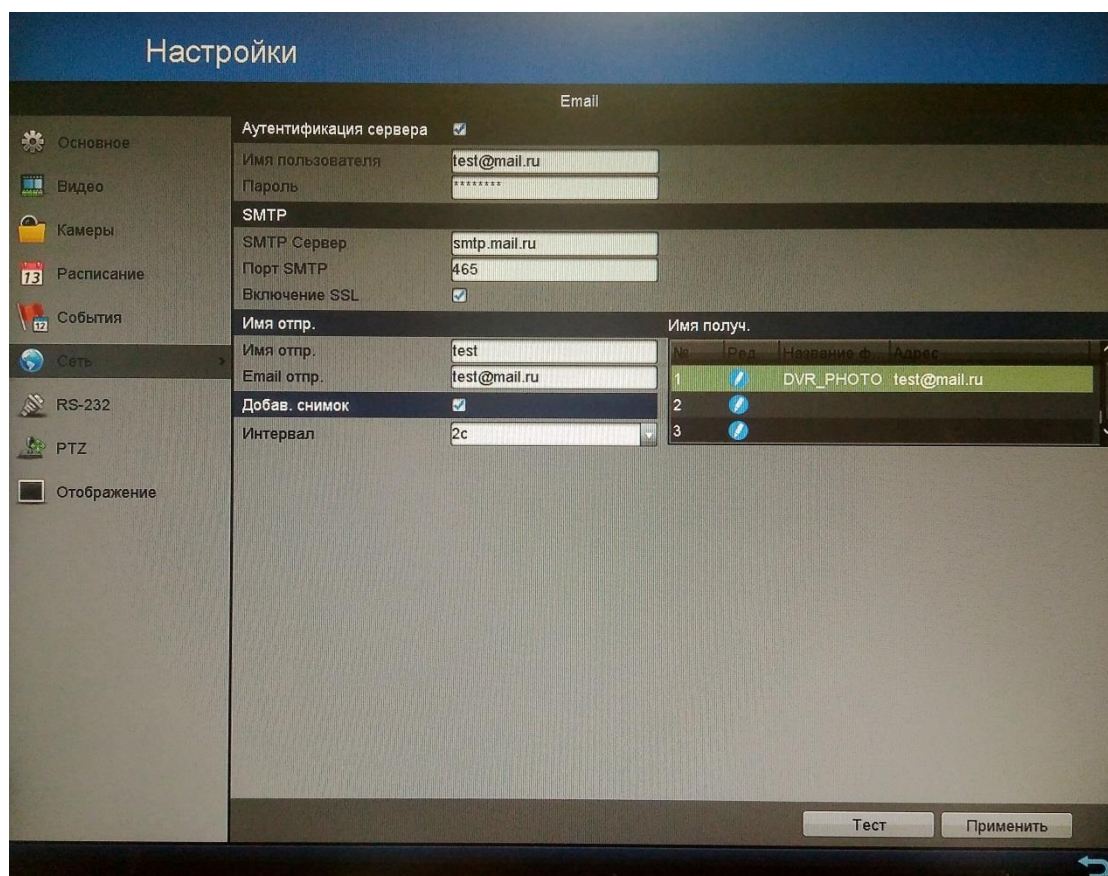 Настройки
Email
Основное
Видео
Камеры
13 Расписание
12 События
Сеть
RS-232
PTZ
Отображение
Аутентификация сервера
Имя пользователя test@mail.ru
Пароль ********
SMTP
SMTP Сервер smtp.mail.ru
Порт SMTP 465
Включение SSL
Имя отпр.
Имя отпр. test
Email отпр. test@mail.ru
Добав. снимок
Интервал 2с
Имя получ.
№ Ред. Название ф... Адрес
1 DVR_PHOTO test@mail.ru
2
3
Тест Применить